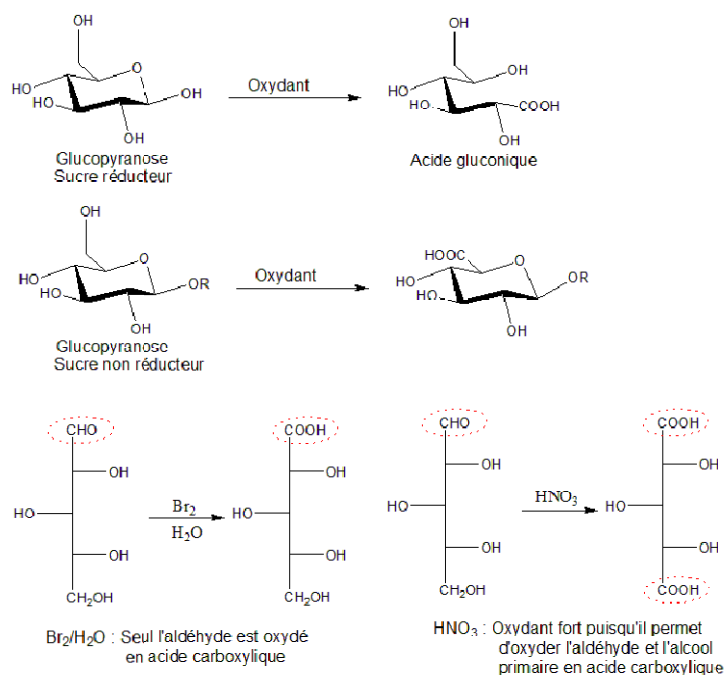 OH
O
HO
HO
OH
OH
Oxydant
Glucopyranose
Sucre réducteur
OH
OH
HO
HO
COOH
OH
Acide gluconique
OH
O
HO
HO
OR
OH
Oxydant
Glucopyranose
Sucre non réducteur
HOOC
O
HO
HO
OR
OH
CHO
OH
HO
OH
CH₂OH
Br₂
H₂O
COOH
OH
HO
OH
CH₂OH
Br₂/H₂O : Seul l'aldéhyde est oxydé
en acide carboxylique
CHO
OH
HO
OH
CH₂OH
HNO₃
COOH
OH
HO
OH
COOH
HNO₃ : Oxydant fort puisqu'il permet
d'oxyder l'aldéhyde et l'alcool
primaire en acide carboxylique